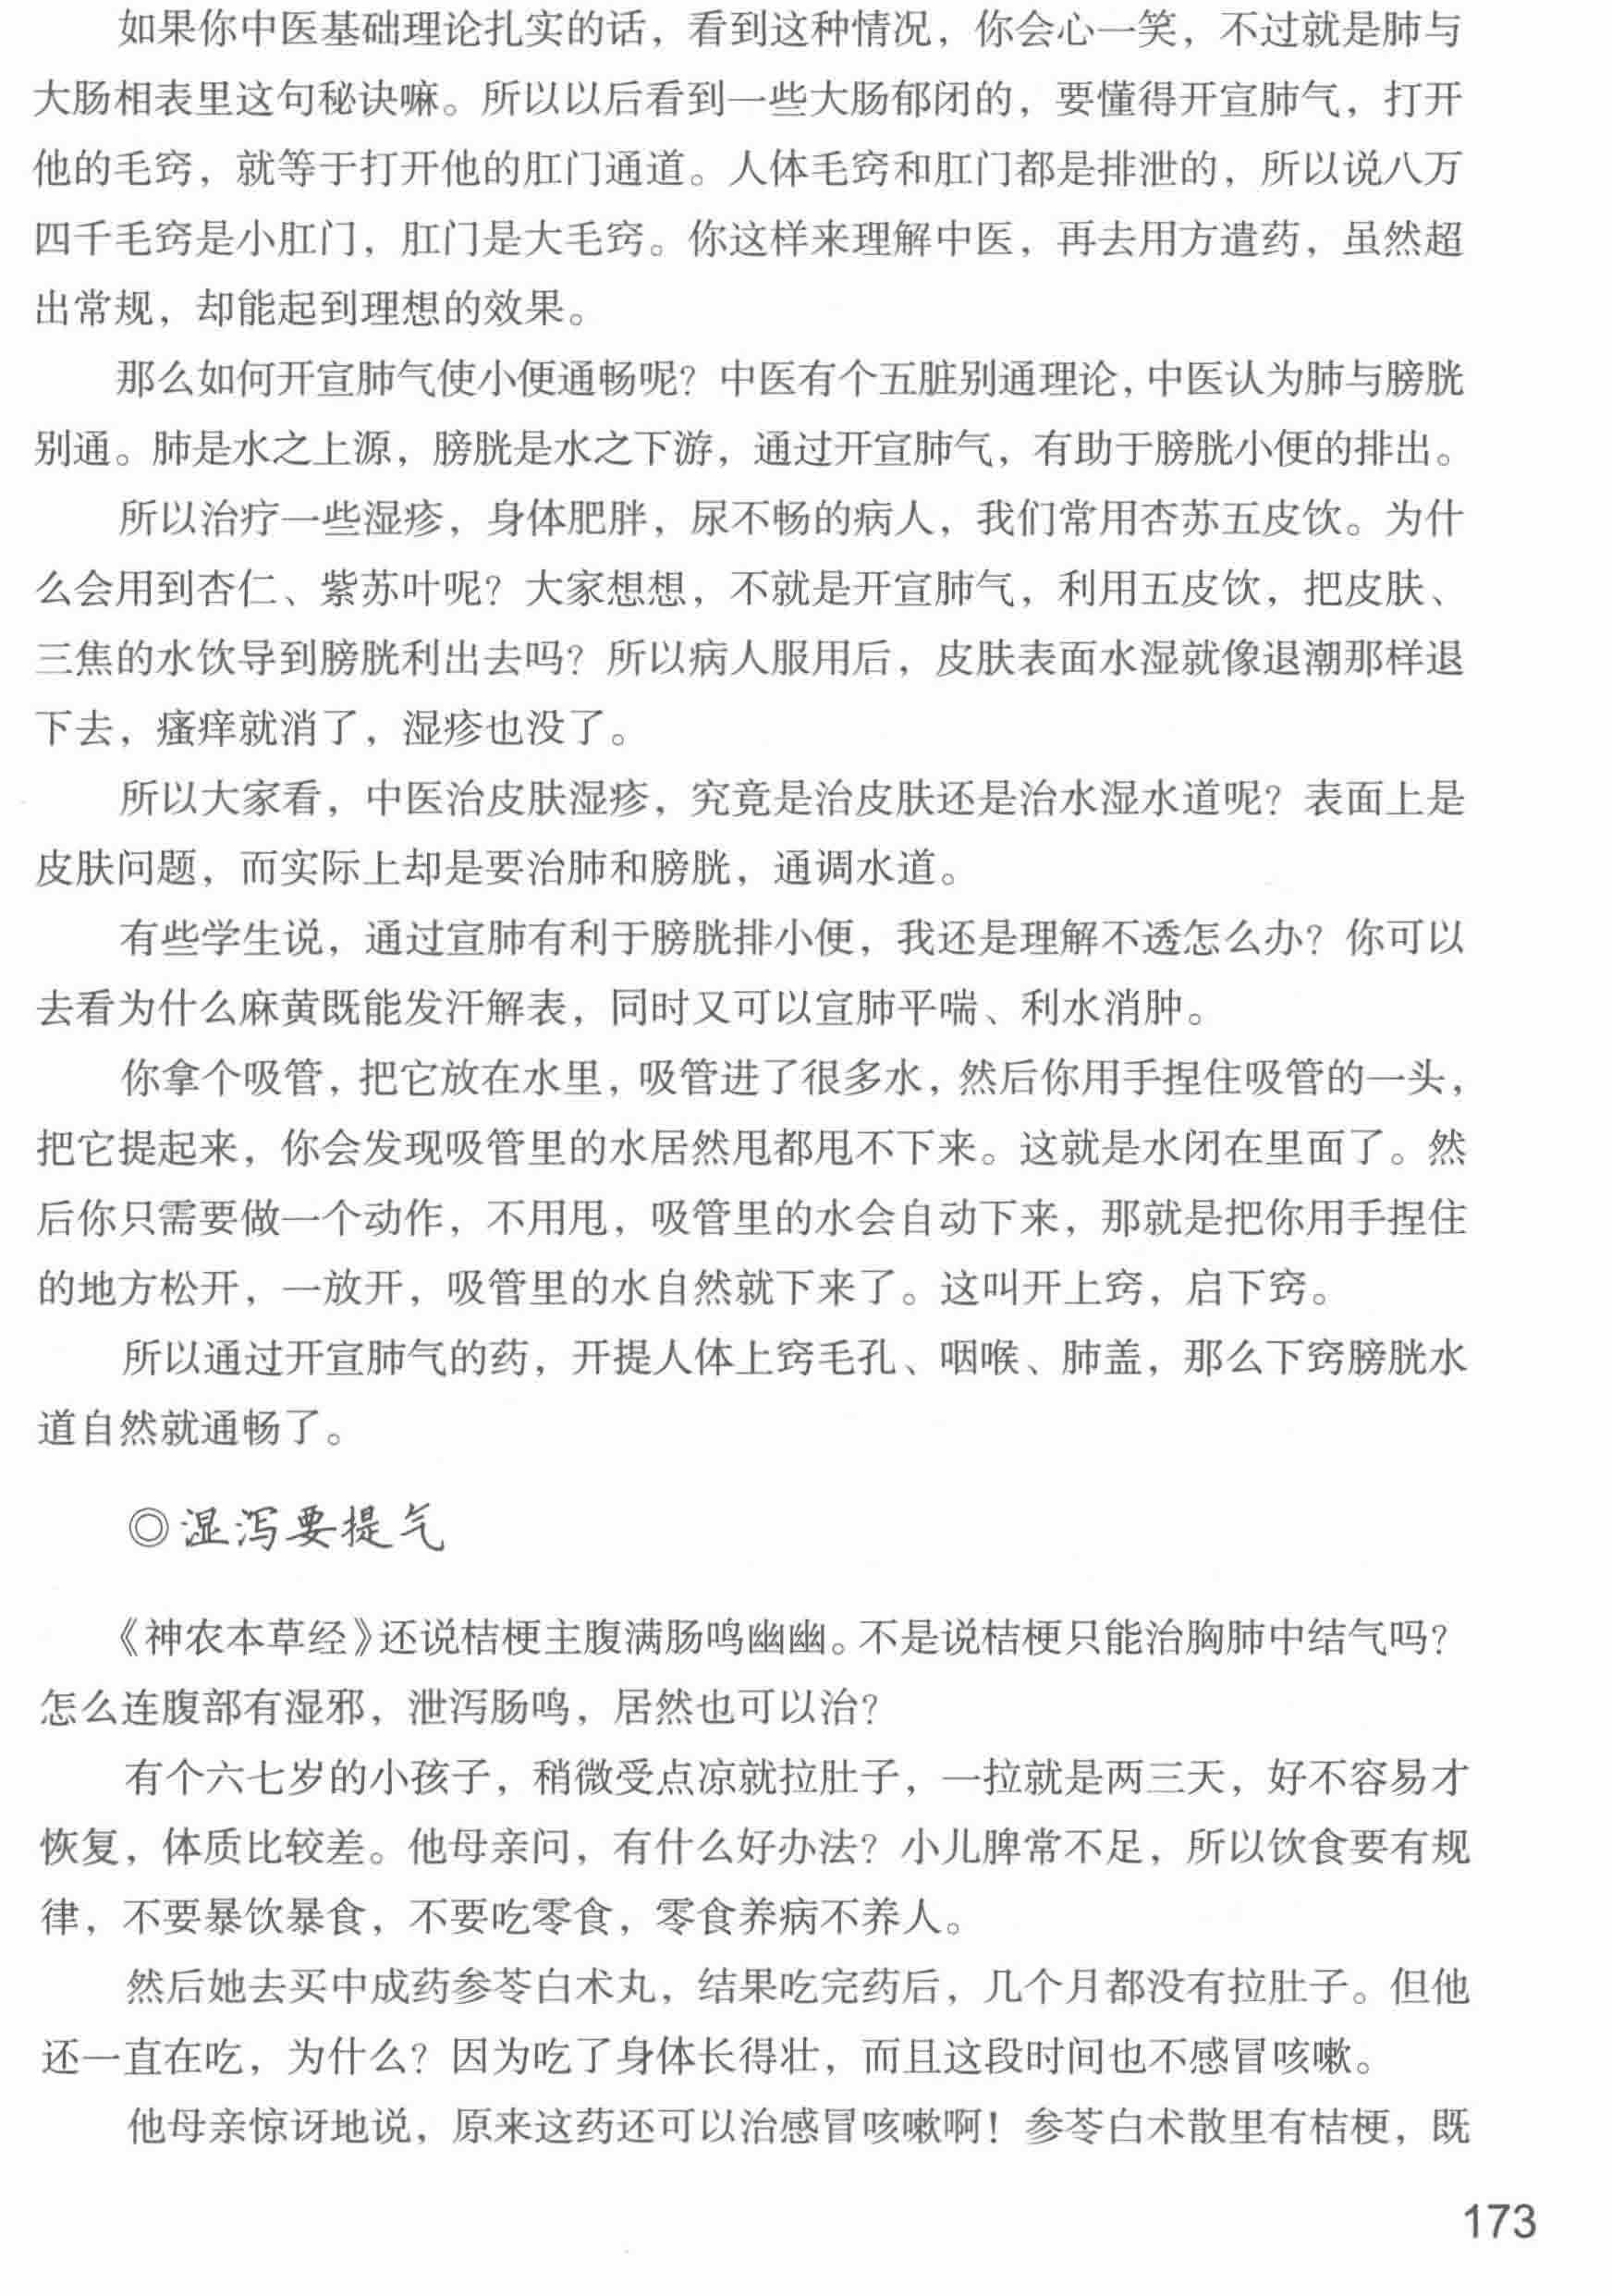 如果你中医基础理论扎实的话，看到这种情况，你会心一笑，不过就是肺与
大肠相表里这句秘诀嘛。所以以后看到一些大肠郁闭的，要懂得开宣肺气，打开
他的毛窍，就等于打开他的肛门通道。人体毛窍和肛门都是排泄的，所以说八万
四千毛窍是小肛门，肛门是大毛窍。你这样来理解中医，再去用方遣药，虽然超
出常规，却能起到理想的效果。
那么如何开宣肺气使小便通畅呢？中医有个五脏别通理论，中医认为肺与膀胱
别通。肺是水之上源，膀胱是水之下游，通过开宣肺气，有助于膀胱小便的排出。
所以治疗一些湿疹，身体肥胖，尿不畅的病人，我们常用杏苏五皮饮。为什
么会用到杏仁、紫苏叶呢？大家想想，不就是开宣肺气，利用五皮饮，把皮肤、
三焦的水饮导到膀胱利出去吗？所以病人服用后，皮肤表面水湿就像退潮那样退
下去，瘙痒就消了，湿疹也没了。
所以大家看，中医治皮肤湿疹，究竟是治皮肤还是治水湿水道呢？表面上是
皮肤问题，而实际上却是要治肺和膀胱，通调水道。
有些学生说，通过宣肺有利于膀胱排小便，我还是理解不透怎么办？你可以
去看为什么麻黄既能发汗解表，同时又可以宣肺平喘、利水消肿。
你拿个吸管，把它放在水里，吸管进了很多水，然后你用手捏住吸管的一头，
把它提起来，你会发现吸管里的水居然甩都甩不下来。这就是水闭在里面了。然
后你只需要做一个动作，不用甩，吸管里的水会自动下来，那就是把你用手捏住
的地方松开，一放开，吸管里的水自然就下来了。这叫开上窍，启下窍。
所以通过开宣肺气的药，开提人体上窍毛孔、咽喉、肺盖，那么下窍膀胱水
道自然就通畅了。
◎湿泻要提气
《神农本草经》还说桔梗主腹满肠鸣幽幽。不是说桔梗只能治胸肺中结气吗？
怎么连腹部有湿邪，泄泻肠鸣，居然也可以治？
有个六七岁的小孩子，稍微受点凉就拉肚子，一拉就是两三天，好不容易才
恢复，体质比较差。他母亲问，有什么好办法？小儿脾常不足，所以饮食要有规
律，不要暴饮暴食，不要吃零食，零食养病不养人。
然后她去买中成药参苓白术丸，结果吃完药后，几个月都没有拉肚子。但他
还一直在吃，为什么？因为吃了身体长得壮，而且这段时间也不感冒咳嗽。
他母亲惊讶地说，原来这药还可以治感冒咳嗽啊！参苓白术散里有桔梗，既
173